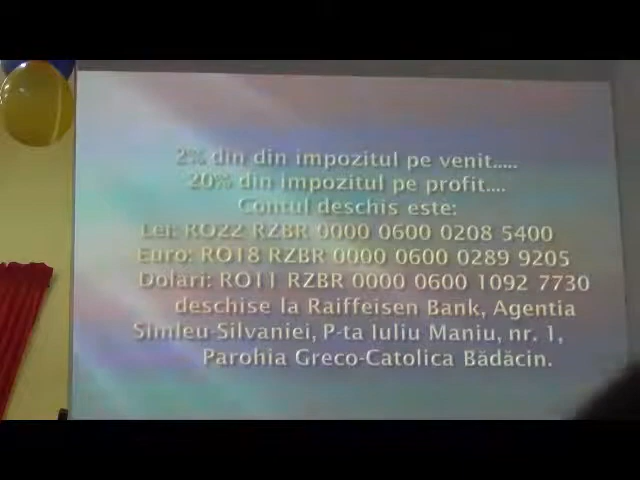 2% din din impozitul pe venit.....
20% din impozitul pe profit....
Contul deschis este:
Lei: RO22 RZBR 0000 0600 0208 5400
Euro: RO18 RZBR 0000 0600 0289 9205
Dolari: RO11 RZBR 0000 0600 1092 7730
deschise la Raiffeisen Bank, Agentia
Simleu-Silvaniei, P-ta Iuliu Maniu, nr. 1,
Parohia Greco-Catolica Bădăcin.